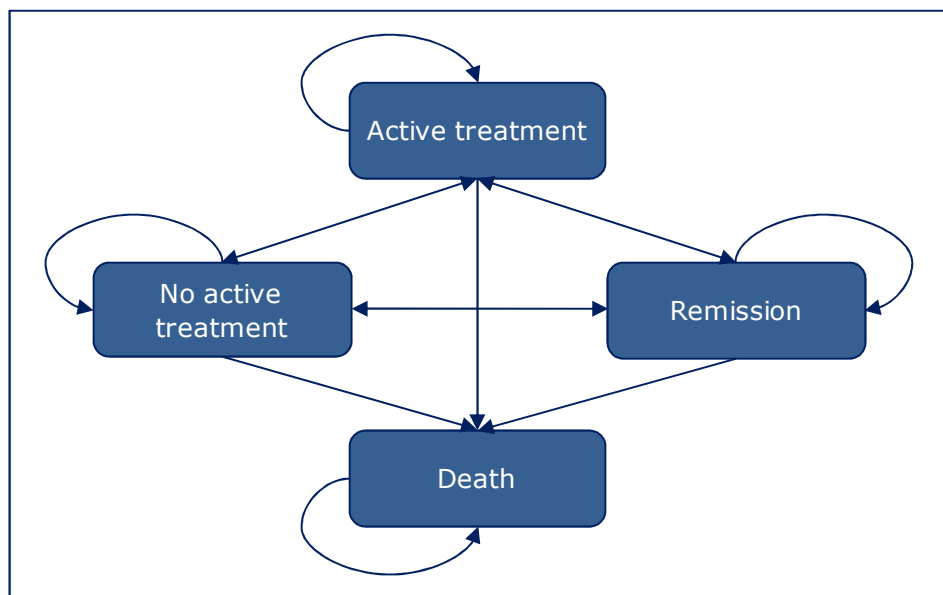 Active treatment
No active
treatment
Remission
Death